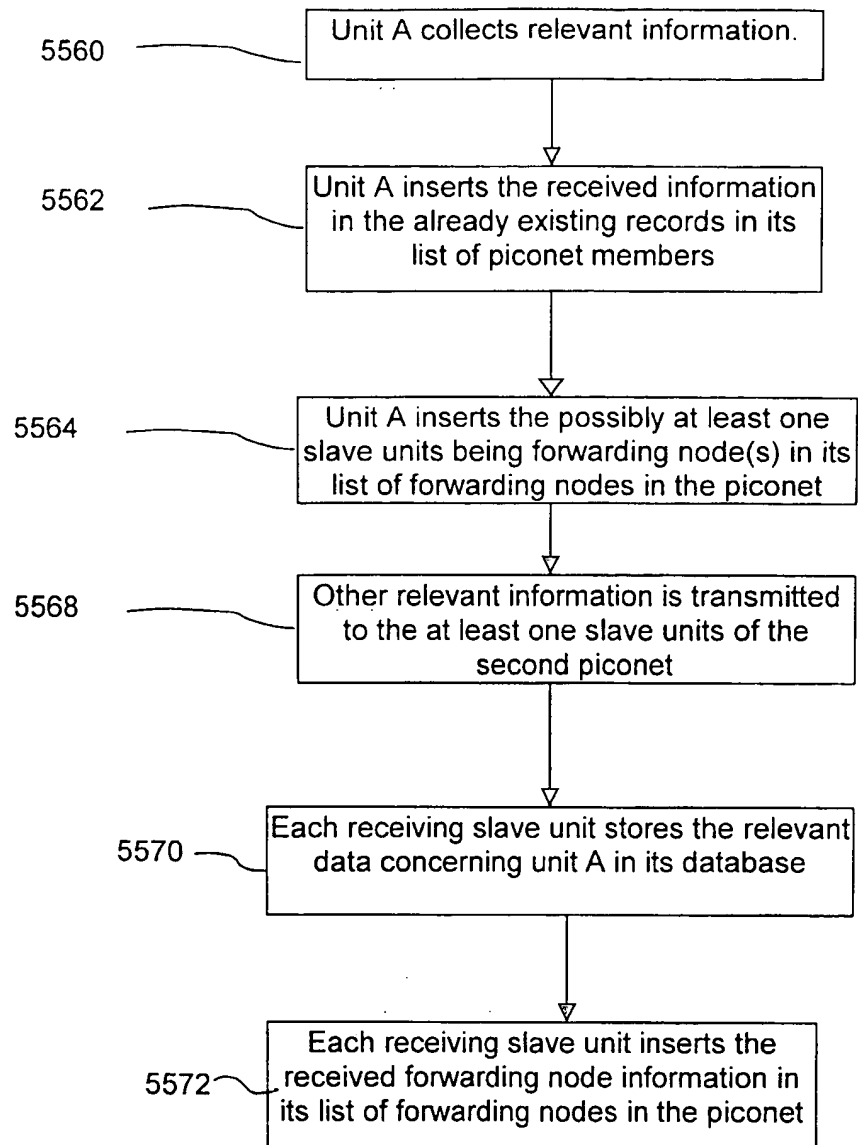 5560
Unit A collects relevant information.
5562
Unit A inserts the received information
in the already existing records in its
list of piconet members
5564
Unit A inserts the possibly at least one
slave units being forwarding node(s) in its
list of forwarding nodes in the piconet
5568
Other relevant information is transmitted
to the at least one slave units of the
second piconet
5570
Each receiving slave unit stores the relevant
data concerning unit A in its database
5572
Each receiving slave unit inserts the
received forwarding node information in
its list of forwarding nodes in the piconet